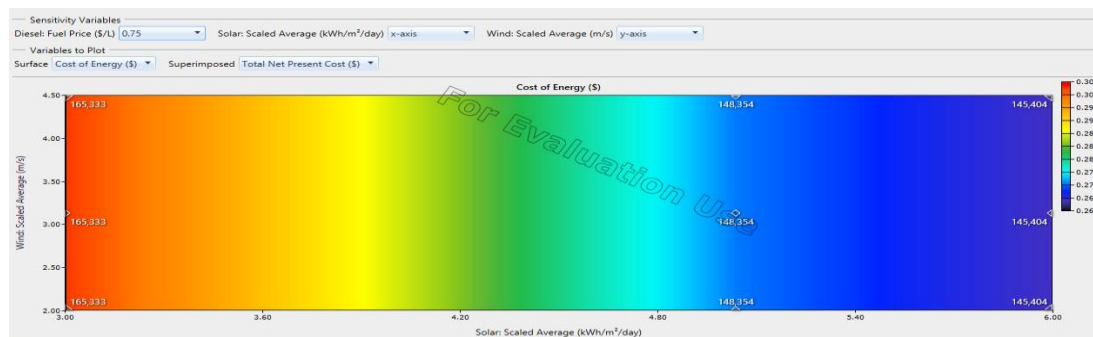 Sensitivity Variables
Diesel: Fuel Price ($/L) 0.75 Solar: Scaled Average (kWh/m²/day) x-axis Wind: Scaled Average (m/s) y-axis
Variables to Plot
Surface Cost of Energy ($) Superimposed Total Net Present Cost ($)
Cost of Energy ($)
4.50
4.00
3.50
3.00
2.50
2.00
Wind: Scaled Average (m/s)
165,333 148,354 145,404
165,333 148,354 145,404
165,333 148,354 145,404
For Evaluation Use
3.00 3.60 4.20 4.80 5.40 6.00
Solar: Scaled Average (kWh/m²/day)
0.30
0.30
0.29
0.29
0.28
0.28
0.28
0.27
0.27
0.26
0.26